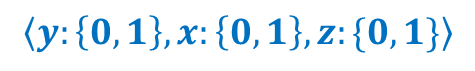 ⟨y: {0, 1}, x: {0, 1}, z: {0, 1}⟩